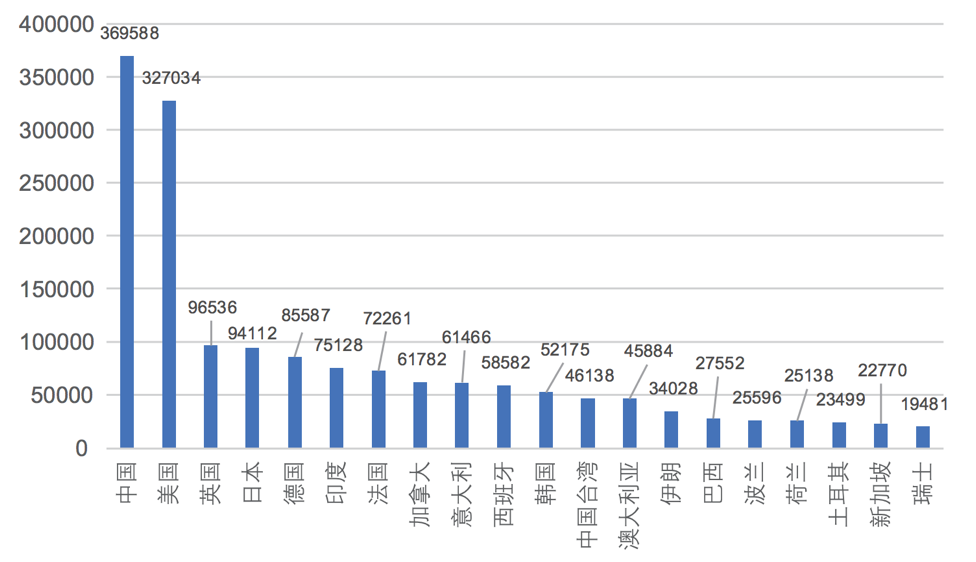 400000
350000
300000
250000
200000
150000
100000
50000
0
369588
327034
96536
94112
85587
75128
72261
61782
61466
58582
52175
46138
45884
34028
27552
25596
25138
23499
22770
19481
中国
美国
英国
日本
德国
印度
法国
加拿大
意大利
西班牙
韩国
中国台湾
澳大利亚
伊朗
巴西
波兰
荷兰
土耳其
新加坡
瑞士